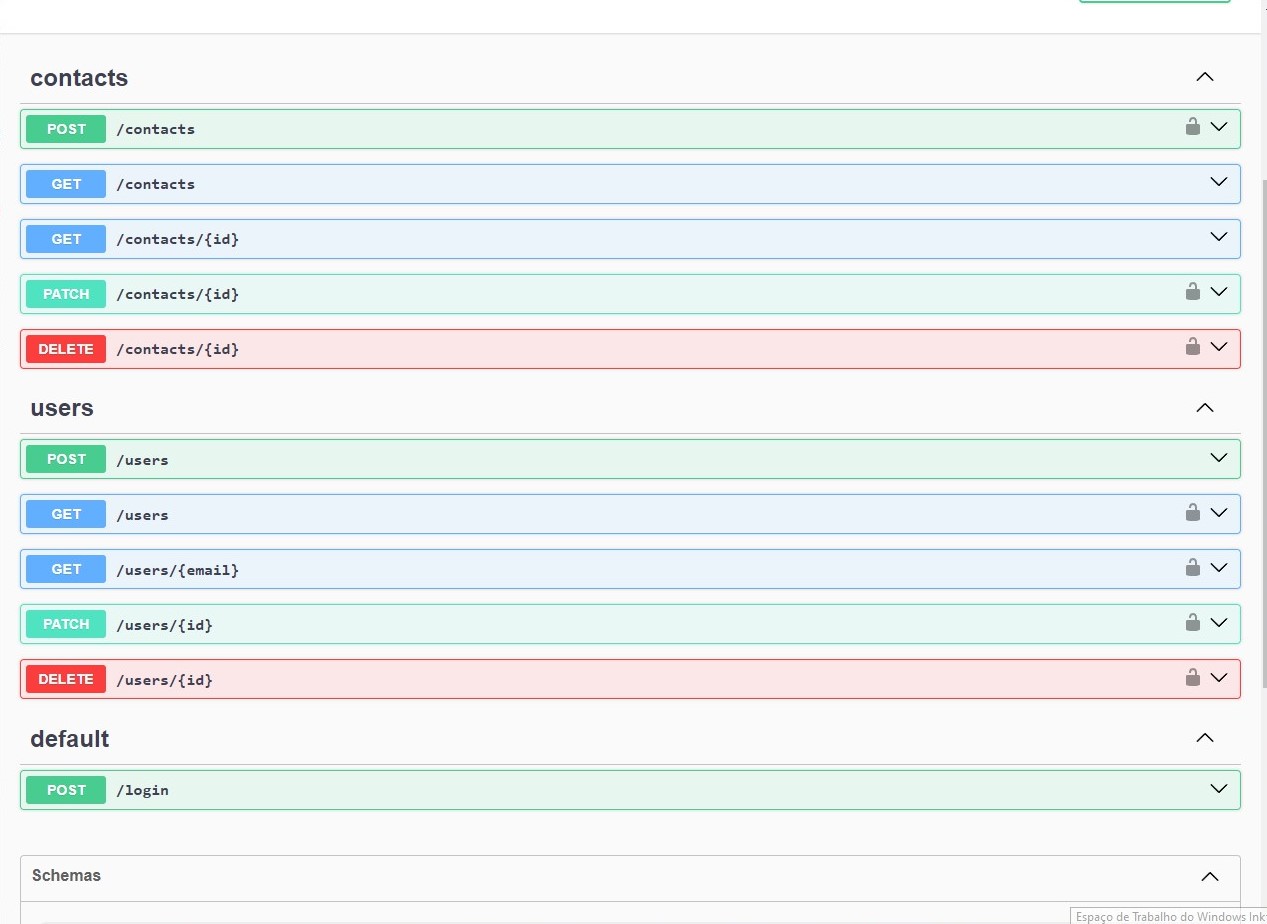 contacts
POST /contacts
GET /contacts
GET /contacts/{id}
PATCH /contacts/{id}
DELETE /contacts/{id}
users
POST /users
GET /users
GET /users/{email}
PATCH /users/{id}
DELETE /users/{id}
default
POST /login
Schemas
Espaço de Trabalho do Windows Ink